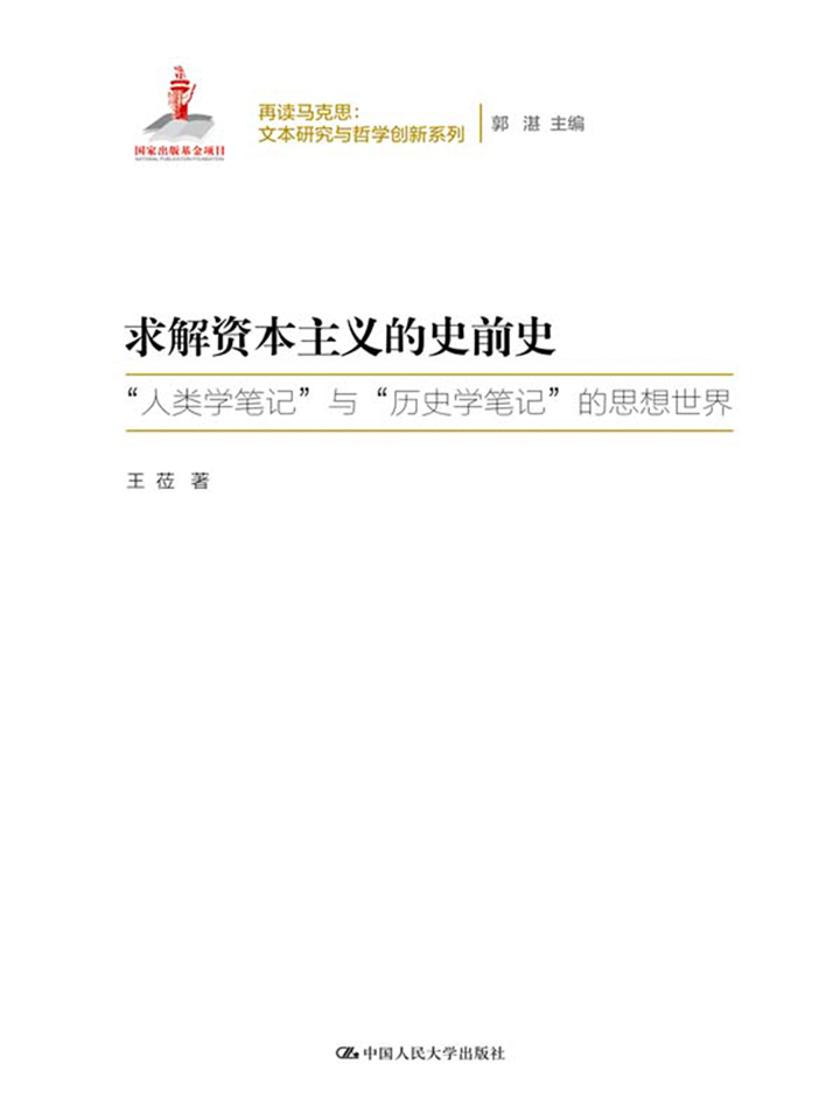 再读马克思:
文本研究与哲学创新系列
郭 湛 主编
国家出版基金项目
NATIONAL PUBLICATION FOUNDATION
求解资本主义的史前史
“人类学笔记”与“历史学笔记”的思想世界
王 莅 著
中国人民大学出版社